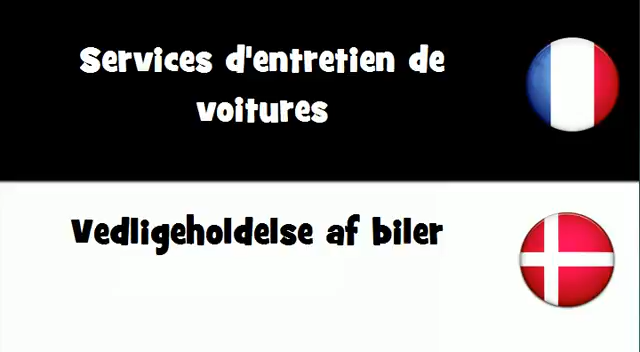 Services d'entretien de
voitures
Vedligeholdelse af biler